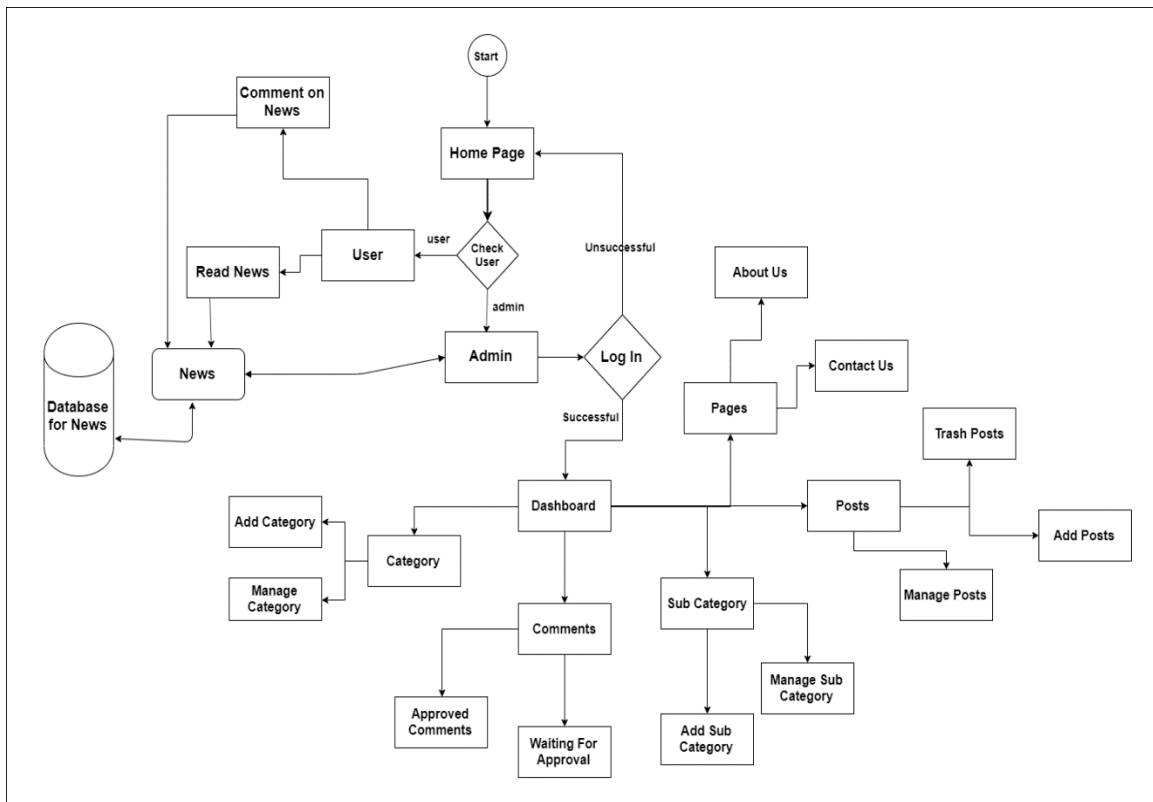 Start
Comment on
News
Home Page
user
Check
User
Unsuccessful
User
Read News
About Us
admin
Admin
Log In
News
Contact Us
Pages
Database
for News
Successful
Trash Posts
Dashboard
Posts
Add Category
Category
Add Posts
Manage
Category
Manage Posts
Sub Category
Comments
Manage Sub
Category
Approved
Comments
Add Sub
Category
Waiting For
Approval